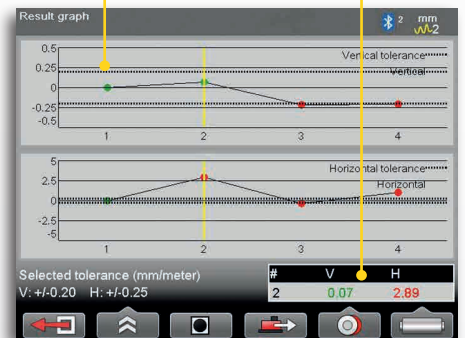 Result graph
2 mm
2
0.5
Vertical tolerance
0.25
Vertical
0
-0.25
-0.5
1 2 3 4
5
Horizontal tolerance
2.5
Horizontal
0
-2.5
-5
1 2 3 4
Selected tolerance (mm/meter)
# V H
V: +/-0.20 H: +/-0.25
2 0.07 2.89